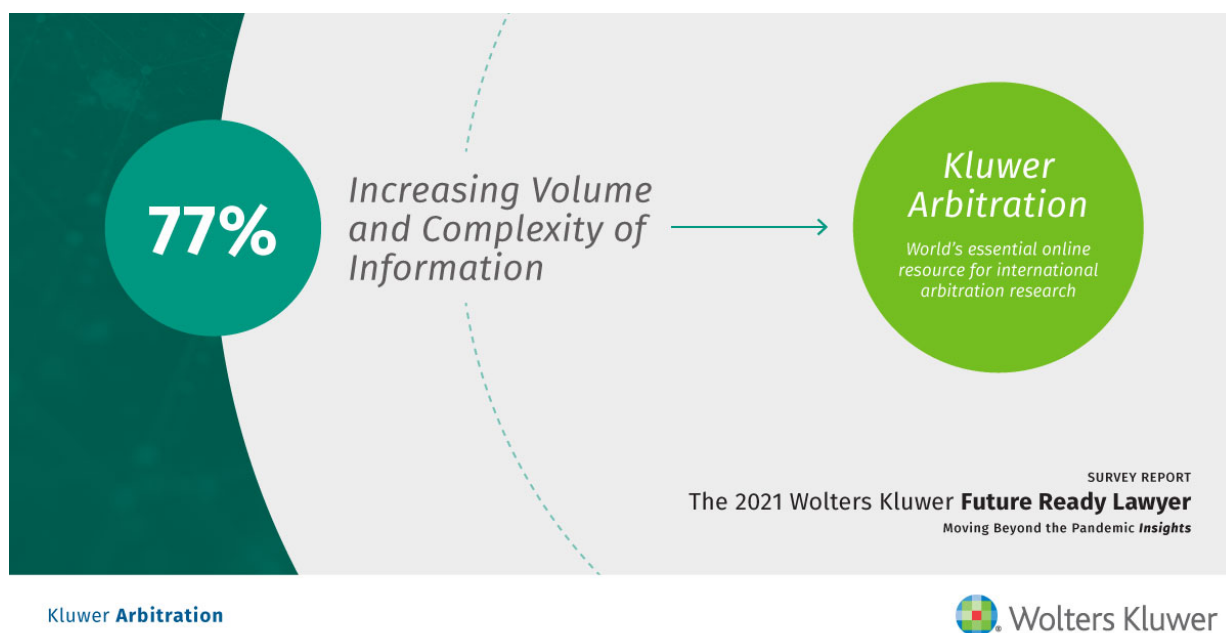 77%
Increasing Volume
and Complexity of
Information
Kluwer
Arbitration
World's essential online
resource for international
arbitration research
SURVEY REPORT
The 2021 Wolters Kluwer Future Ready Lawyer
Moving Beyond the Pandemic Insights
Kluwer Arbitration
Wolters Kluwer